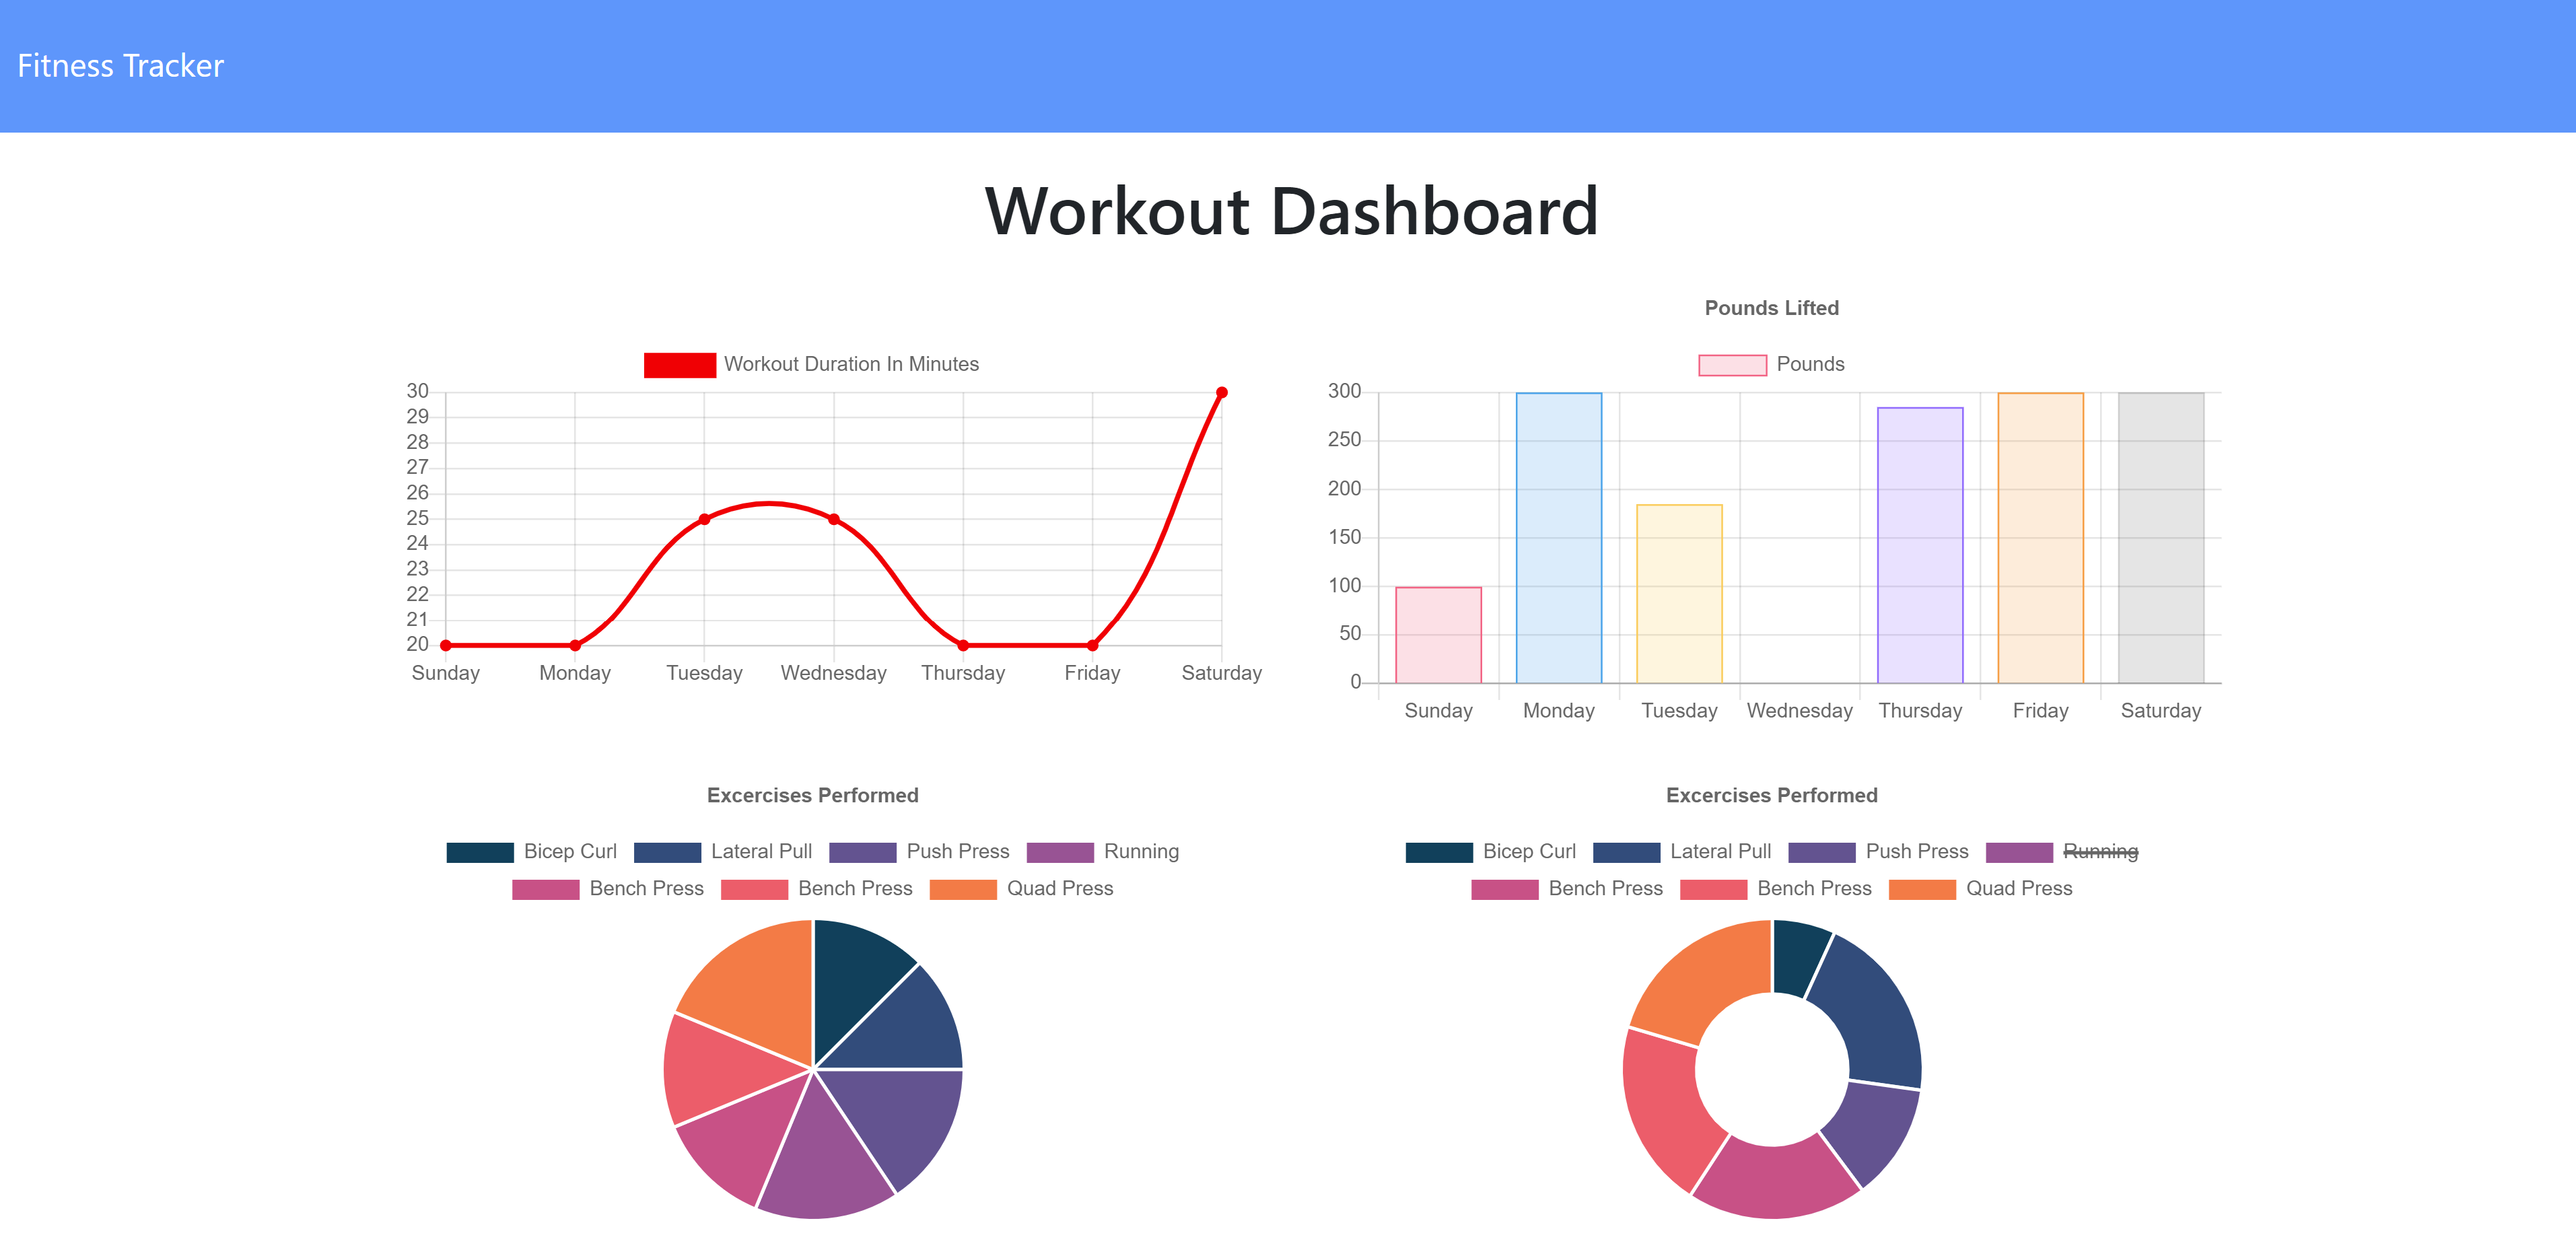 Fitness Tracker
Workout Dashboard
Workout Duration In Minutes
30
29
28
27
26
25
24
23
22
21
20
Sunday Monday Tuesday Wednesday Thursday Friday Saturday
Pounds Lifted
Pounds
300
250
200
150
100
50
0
Sunday Monday Tuesday Wednesday Thursday Friday Saturday
Excercises Performed
Bicep Curl Lateral Pull Push Press Running
Bench Press Bench Press Quad Press
Excercises Performed
Bicep Curl Lateral Pull Push Press Running
Bench Press Bench Press Quad Press